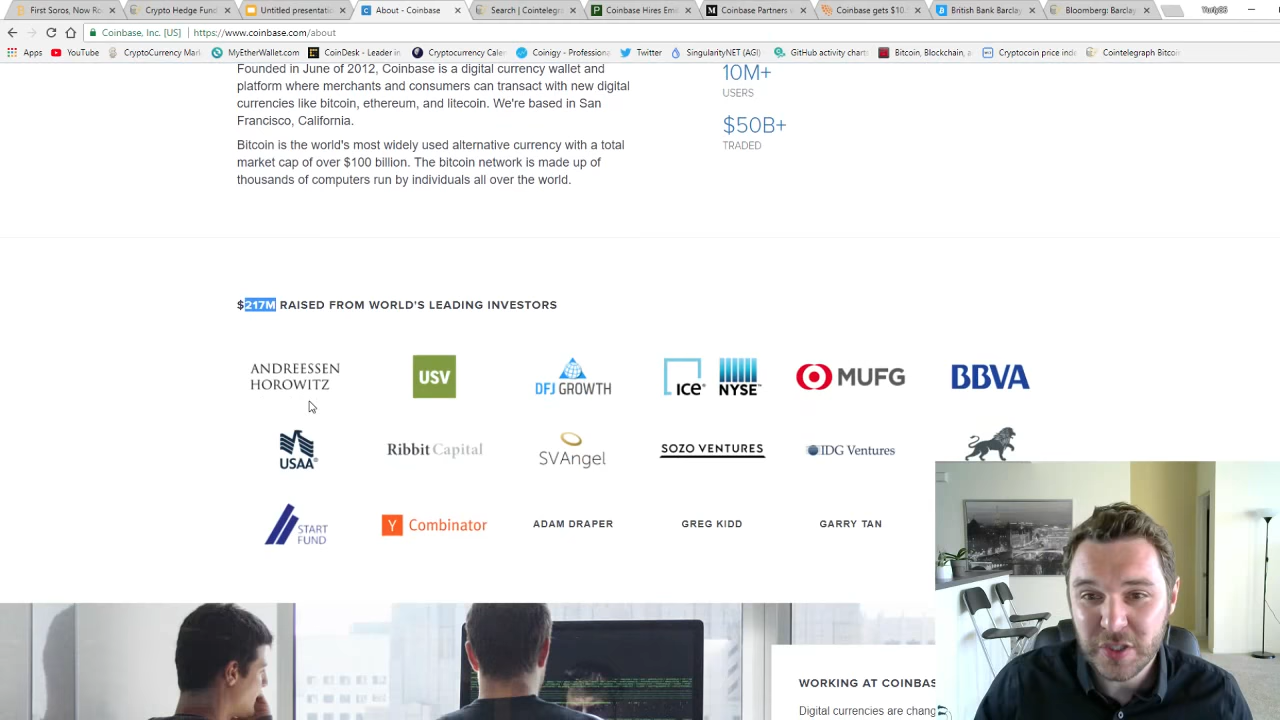 First Soros, Now Ro
Crypto Hedge Fund
Untitled presentatio
About - Coinbase
Search | Cointelegra
Coinbase Hires Emi
Coinbase Partners w
Coinbase gets $10.
British Bank Barclay
Bloomberg: Barclay
Coinbase, Inc. [US]
https://www.coinbase.com/about
Apps
YouTube
CryptoCurrency Mar
MyEtherWallet.com
CoinDesk - Leader in
Cryptocurrency Cale
Coinigy - Profession
Twitter
SingularityNET (AGI)
GitHub activity chart
Bitcoin, Blockchain, a
Cryptocoin price ind
Cointelegraph Bitcoi
Founded in June of 2012, Coinbase is a digital currency wallet and
platform where merchants and consumers can transact with new digital
currencies like bitcoin, ethereum, and litecoin. We're based in San
Francisco, California.
Bitcoin is the world's most widely used alternative currency with a total
market cap of over $100 billion. The bitcoin network is made up of
thousands of computers run by individuals all over the world.
10M+
USERS
$50B+
TRADED
$217M RAISED FROM WORLD'S LEADING INVESTORS
ANDREESSEN
HOROWITZ
USV
DFJ GROWTH
ice
NYSE
MUFG
BBVA
USAA
Ribbit Capital
SVAngel
SOZO VENTURES
IDG Ventures
START
FUND
Y Combinator
ADAM DRAPER
GREG KIDD
GARRY TAN
WORKING AT COINBAS
Digital currencies are chang